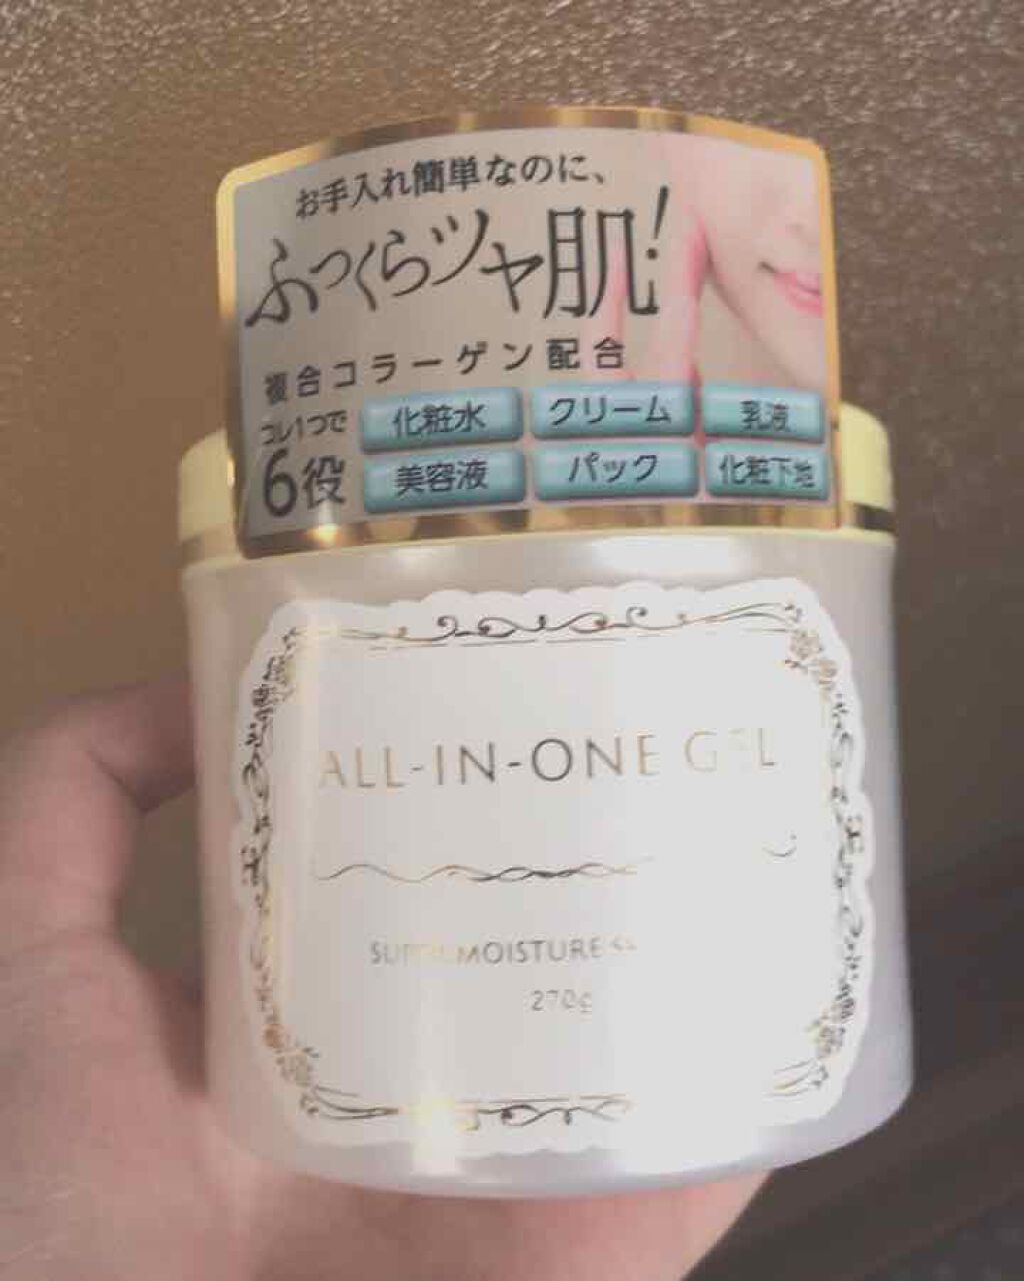 お手入れ簡単なのに、
ふっくらツヤ肌!
複合コラーゲン配合
コレ1つで
6役
化粧水 クリーム 乳液
美容液 パック 化粧下地
ALL-IN-ONE GEL
SUPER MOISTURE
270g